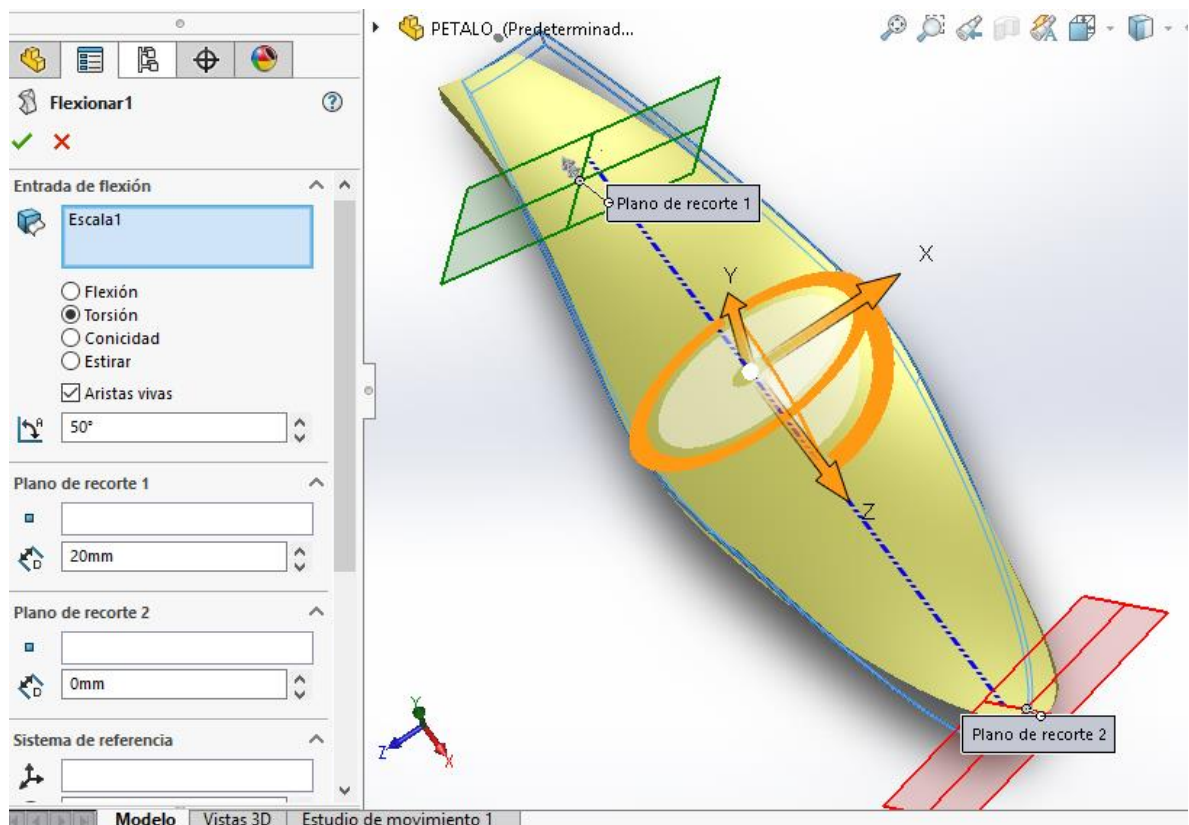 PETALO (Predeterminad...
Flexionar1
Entrada de flexión
Escala1
Flexión
Torsión
Conicidad
Estirar
Aristas vivas
A
50°
Plano de recorte 1
D
20mm
Plano de recorte 2
D
0mm
Sistema de referencia
Plano de recorte 1
X
Y
Z
Plano de recorte 2
Y
Z
X
Modelo
Vistas 3D
Estudio de movimiento 1